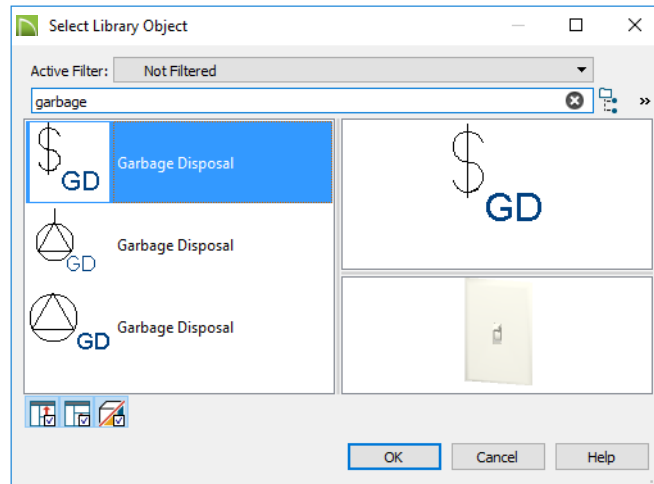 Select Library Object
Active Filter: Not Filtered
garbage
»
$ GD
Garbage Disposal
GD
Garbage Disposal
GD
Garbage Disposal
$ GD
OK Cancel Help